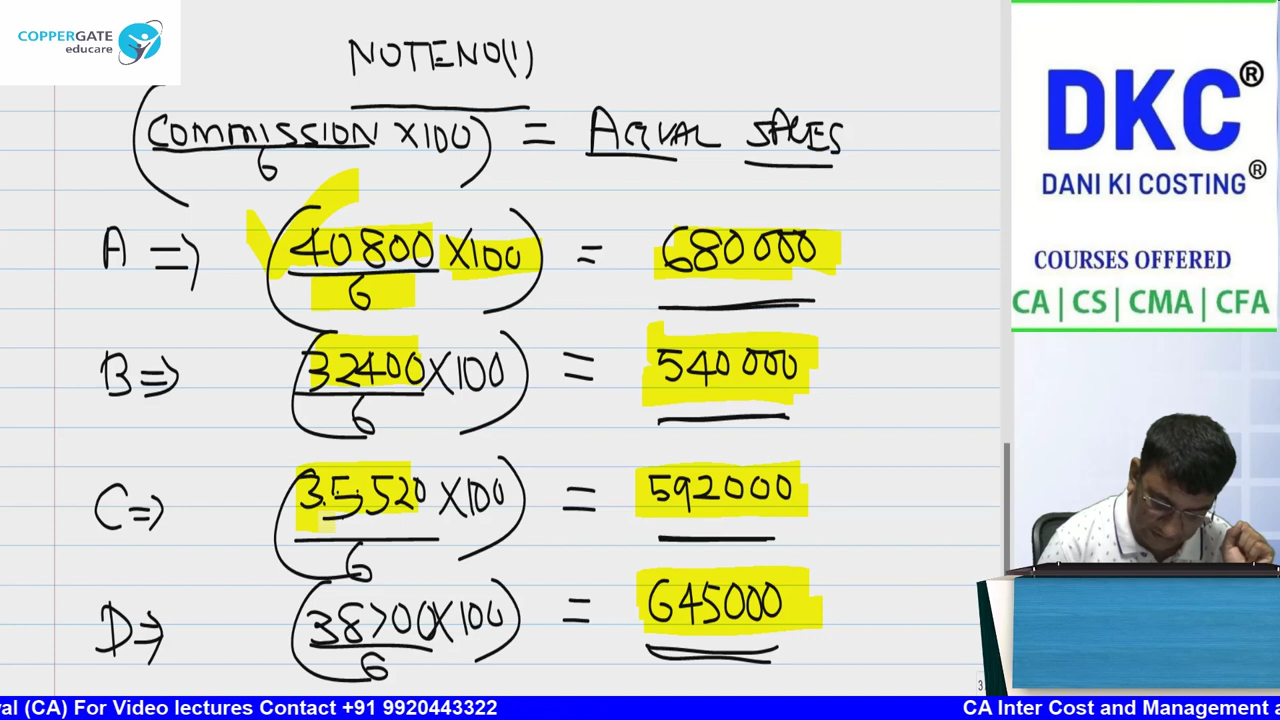 COPPERGATE
educare
NOTE NO(1)
(COMMISSION X100) = ACTUAL SALES
6
A ⇒ (40800 X100) = 680000
6
B ⇒ (32400 X100) = 540000
6
C ⇒ (35520 X100) = 592000
6
D ⇒ (38700 X100) = 645000
6
DKC®
DANI KI COSTING®
COURSES OFFERED
CA | CS | CMA | CFA
3
val (CA) For Video lectures Contact +91 9920443322
CA Inter Cost and Management a